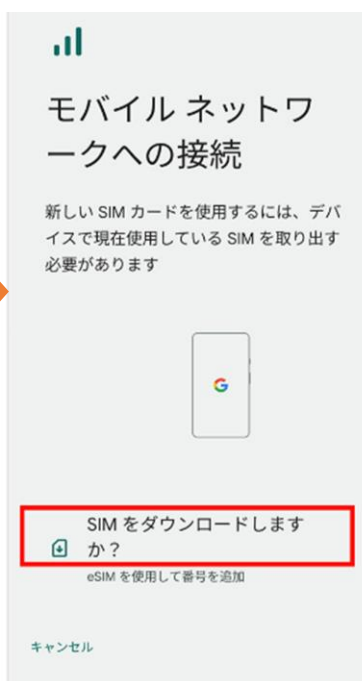 モバイル ネットワ
ークへの接続
新しい SIM カードを使用するには、デバ
イスで現在使用している SIM を取り出す
必要があります
G
SIM をダウンロードします
か？
eSIM を使用して番号を追加
キャンセル